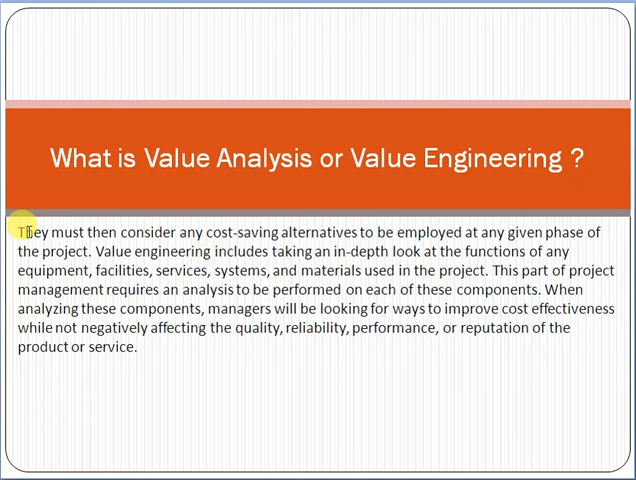 What is Value Analysis or Value Engineering ?
They must then consider any cost-saving alternatives to be employed at any given phase of
the project. Value engineering includes taking an in-depth look at the functions of any
equipment, facilities, services, systems, and materials used in the project. This part of project
management requires an analysis to be performed on each of these components. When
analyzing these components, managers will be looking for ways to improve cost effectiveness
while not negatively affecting the quality, reliability, performance, or reputation of the
product or service.